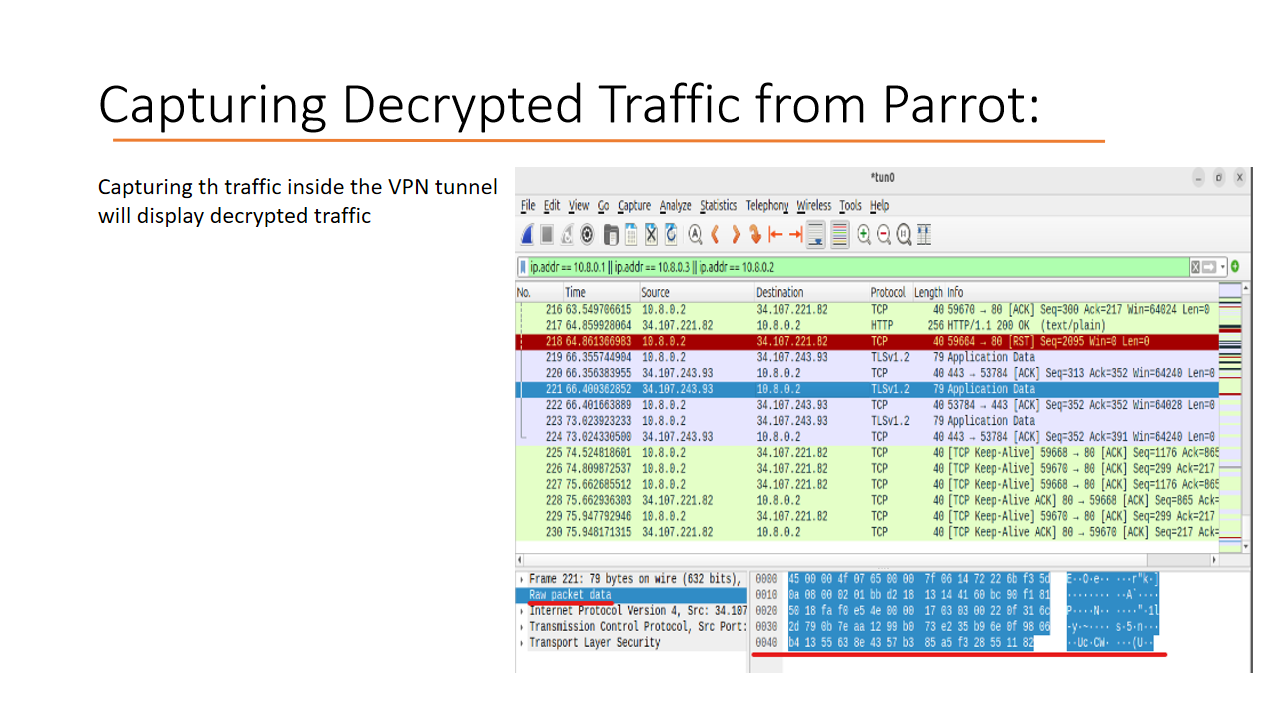 Capturing Decrypted Traffic from Parrot:
Capturing th traffic inside the VPN tunnel
will display decrypted traffic
*tun0
File Edit View Go Capture Analyze Statistics Telephony Wireless Tools Help
ip.addr == 10.8.0.1 || ip.addr == 10.8.0.3 || ip.addr == 10.8.0.2
No. Time Source Destination Protocol Length Info
216 63.549706615 10.8.0.2 34.107.221.82 TCP 40 59670 → 80 [ACK] Seq=300 Ack=217 Win=64024 Len=0
217 64.859928064 34.107.221.82 10.8.0.2 HTTP 256 HTTP/1.1 200 OK (text/plain)
218 64.861366983 10.8.0.2 34.107.221.82 TCP 40 59664 → 80 [RST] Seq=2095 Win=0 Len=0
219 66.355744904 10.8.0.2 34.107.243.93 TLSv1.2 79 Application Data
220 66.356383955 34.107.243.93 10.8.0.2 TCP 40 443 → 53784 [ACK] Seq=313 Ack=352 Win=64240 Len=0
221 66.400362852 34.107.243.93 10.8.0.2 TLSv1.2 79 Application Data
222 66.401663889 10.8.0.2 34.107.243.93 TCP 40 53784 → 443 [ACK] Seq=352 Ack=352 Win=64028 Len=0
223 73.023923233 10.8.0.2 34.107.243.93 TLSv1.2 79 Application Data
224 73.024330500 34.107.243.93 10.8.0.2 TCP 40 443 → 53784 [ACK] Seq=352 Ack=391 Win=64240 Len=0
225 74.524818601 10.8.0.2 34.107.221.82 TCP 40 [TCP Keep-Alive] 59668 → 80 [ACK] Seq=1176 Ack=865
226 74.809872537 10.8.0.2 34.107.221.82 TCP 40 [TCP Keep-Alive] 59670 → 80 [ACK] Seq=299 Ack=217
227 75.662685512 10.8.0.2 34.107.221.82 TCP 40 [TCP Keep-Alive] 59668 → 80 [ACK] Seq=1176 Ack=865
228 75.662936303 34.107.221.82 10.8.0.2 TCP 40 [TCP Keep-Alive ACK] 80 → 59668 [ACK] Seq=865 Ack=
229 75.947792946 10.8.0.2 34.107.221.82 TCP 40 [TCP Keep-Alive] 59670 → 80 [ACK] Seq=299 Ack=217
230 75.948171315 34.107.221.82 10.8.0.2 TCP 40 [TCP Keep-Alive ACK] 80 → 59670 [ACK] Seq=217 Ack=
Frame 221: 79 bytes on wire (632 bits),
Raw packet data
Internet Protocol Version 4, Src: 34.107
Transmission Control Protocol, Src Port:
Transport Layer Security
0000 45 00 00 4f 07 65 00 00 7f 06 14 72 22 6b f3 5d E··O·e·· ···r"k·]
0010 0a 08 00 02 01 bb d2 18 13 14 41 60 bc 90 f1 81 ········ ··A`····
0020 50 18 fa f0 e5 4e 00 00 17 03 03 00 22 0f 31 6c P····N·· ····"·1l
0030 2d 79 0b 7e aa 12 99 b0 73 e2 35 b9 6e 0f 98 06 -y·~···· s·5·n···
0040 b4 13 55 63 8e 43 57 b3 85 a5 f3 28 55 11 82 ··Uc·CW· ···(U··